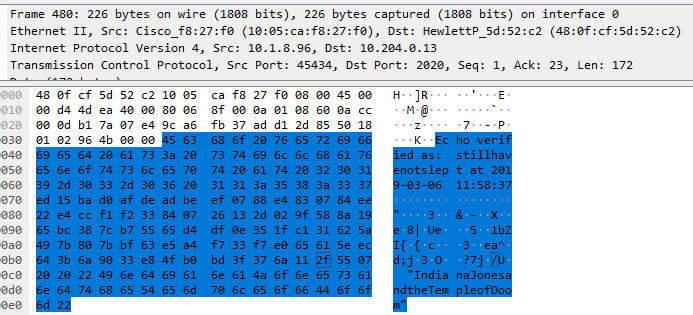 Frame 480: 226 bytes on wire (1808 bits), 226 bytes captured (1808 bits) on interface 0
Ethernet II, Src: Cisco_f8:27:f0 (10:05:ca:f8:27:f0), Dst: HewlettP_5d:52:c2 (48:0f:cf:5d:52:c2)
Internet Protocol Version 4, Src: 10.1.8.96, Dst: 10.204.0.13
Transmission Control Protocol, Src Port: 45434, Dst Port: 2020, Seq: 1, Ack: 23, Len: 172
0000 48 0f cf 5d 52 c2 10 05 ca f8 27 f0 08 00 45 00 H··]R··· ··'···E·
0010 00 d4 4d ea 40 00 80 06 8f 00 0a 01 08 60 0a cc ··M·@··· ·····`··
0020 00 0d b1 7a 07 e4 9c a6 fb 37 ad d1 2d 85 50 18 ···z···· ·7··-·P·
0030 01 02 96 4b 00 00 45 63 68 6f 20 76 65 72 69 66 ···K··Ec ho verif
0040 69 65 64 20 61 73 3a 20 73 74 69 6c 6c 68 61 76 ied as: stillhav
0050 65 6e 6f 74 73 6c 65 70 74 20 61 74 20 32 30 31 enotslep t at 201
0060 39 2d 30 33 2d 30 36 20 31 31 3a 35 38 3a 33 37 9-03-06 11:58:37
0070 ed 15 ba d0 af de ad be ef 07 88 e4 83 07 84 ee ········ ········
0080 22 e4 cc f1 f2 33 84 07 26 13 2d 02 9f 58 8a 19 "····3·· &·-··X··
0090 65 bc 38 7c b7 55 65 d4 df 0e 35 1f c1 31 62 5a e·8|·Ue· ··5··1bZ
00a0 49 7b 80 7b bf 63 e5 a4 f7 33 f7 e0 65 61 5e ec I{·{·c·· ·3··ea^·
00b0 64 3b 6a 90 33 e8 4f b0 bd 3f 37 6a 11 2f 55 07 d;j·3·O· ·?7j·/U·
00c0 20 20 22 49 6e 64 69 61 6e 61 4a 6f 6e 65 73 61 "India naJonesa
00d0 6e 64 74 68 65 54 65 6d 70 6c 65 6f 66 44 6f 6f ndtheTem pleofDoo
00e0 6d 22 m"